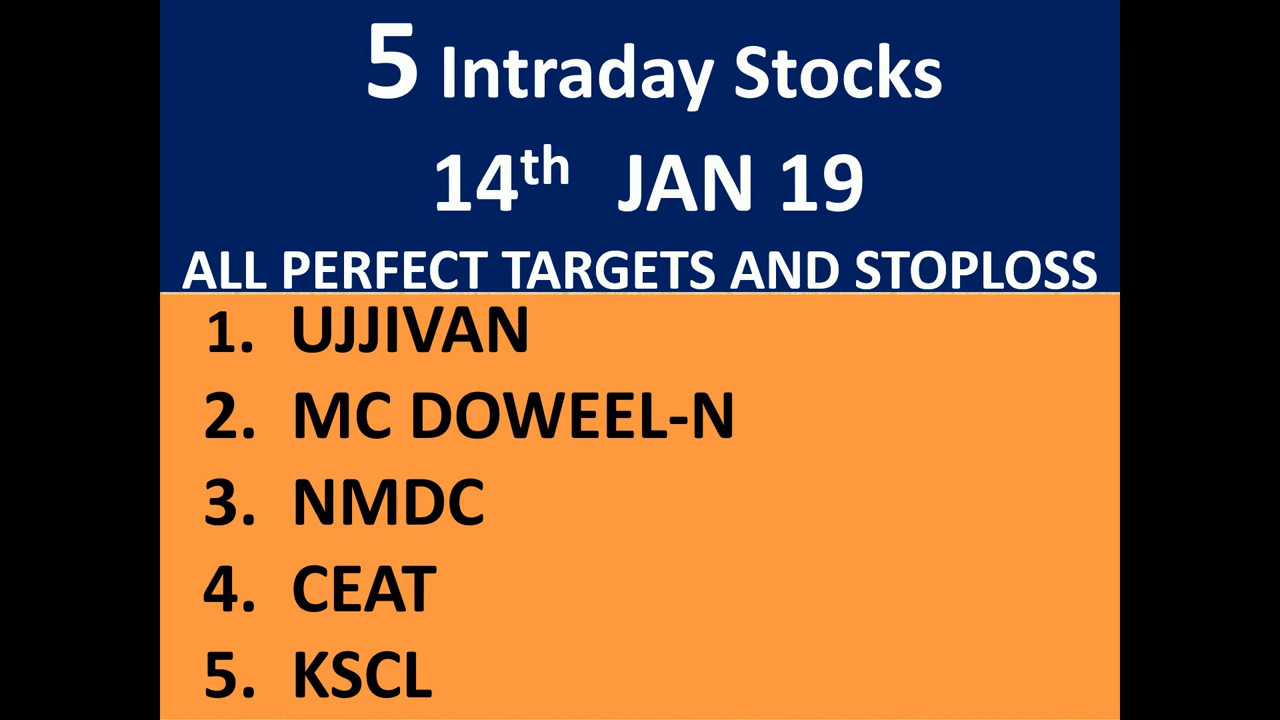 5 Intraday Stocks
14th JAN 19
ALL PERFECT TARGETS AND STOPLOSS
1. UJJIVAN
2. MC DOWEEL-N
3. NMDC
4. CEAT
5. KSCL